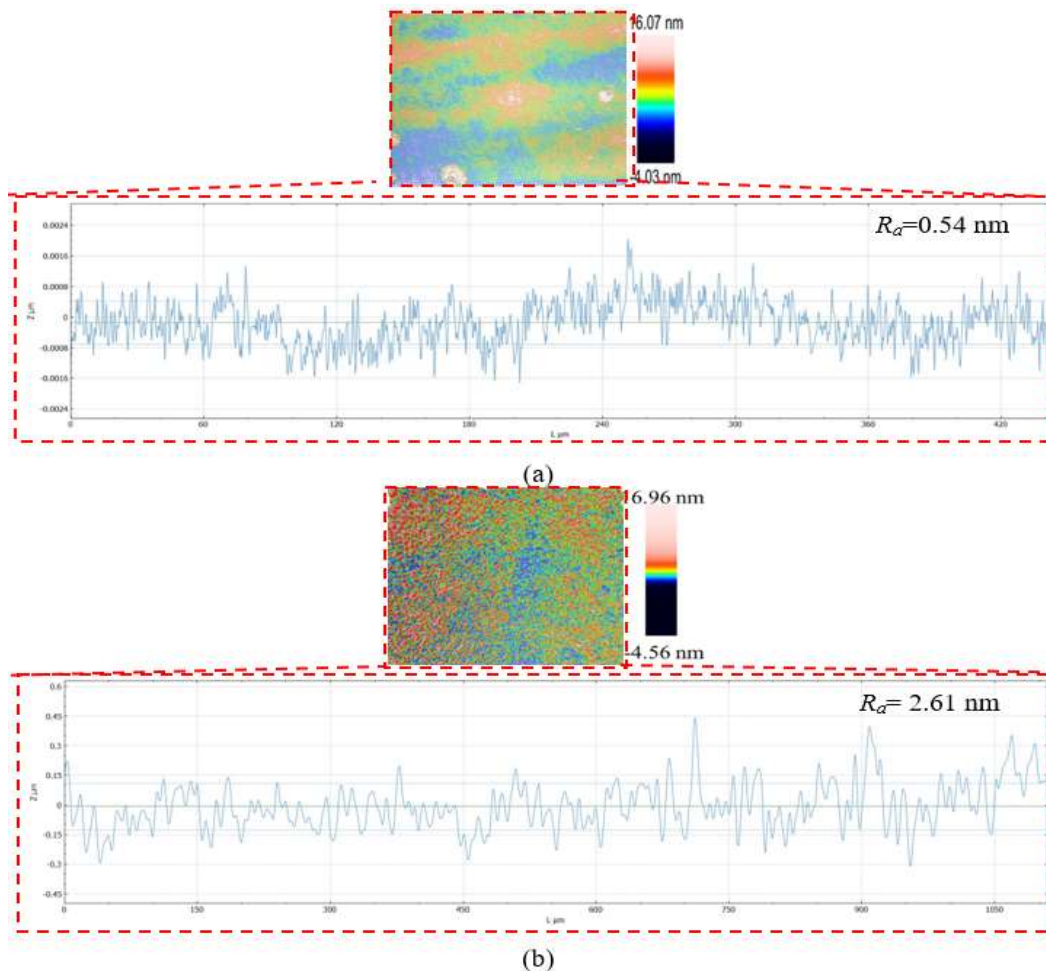 16.07 nm
-4.03 nm
Ra=0.54 nm
Z µm
0.0024
0.0016
0.0008
0
-0.0008
-0.0016
-0.0024
0 60 120 180 240 300 360 420
L µm
(a)
6.96 nm
-4.56 nm
Ra= 2.61 nm
Z µm
0.6
0.45
0.3
0.15
0
-0.15
-0.3
-0.45
0 150 300 450 600 750 900 1050
L µm
(b)